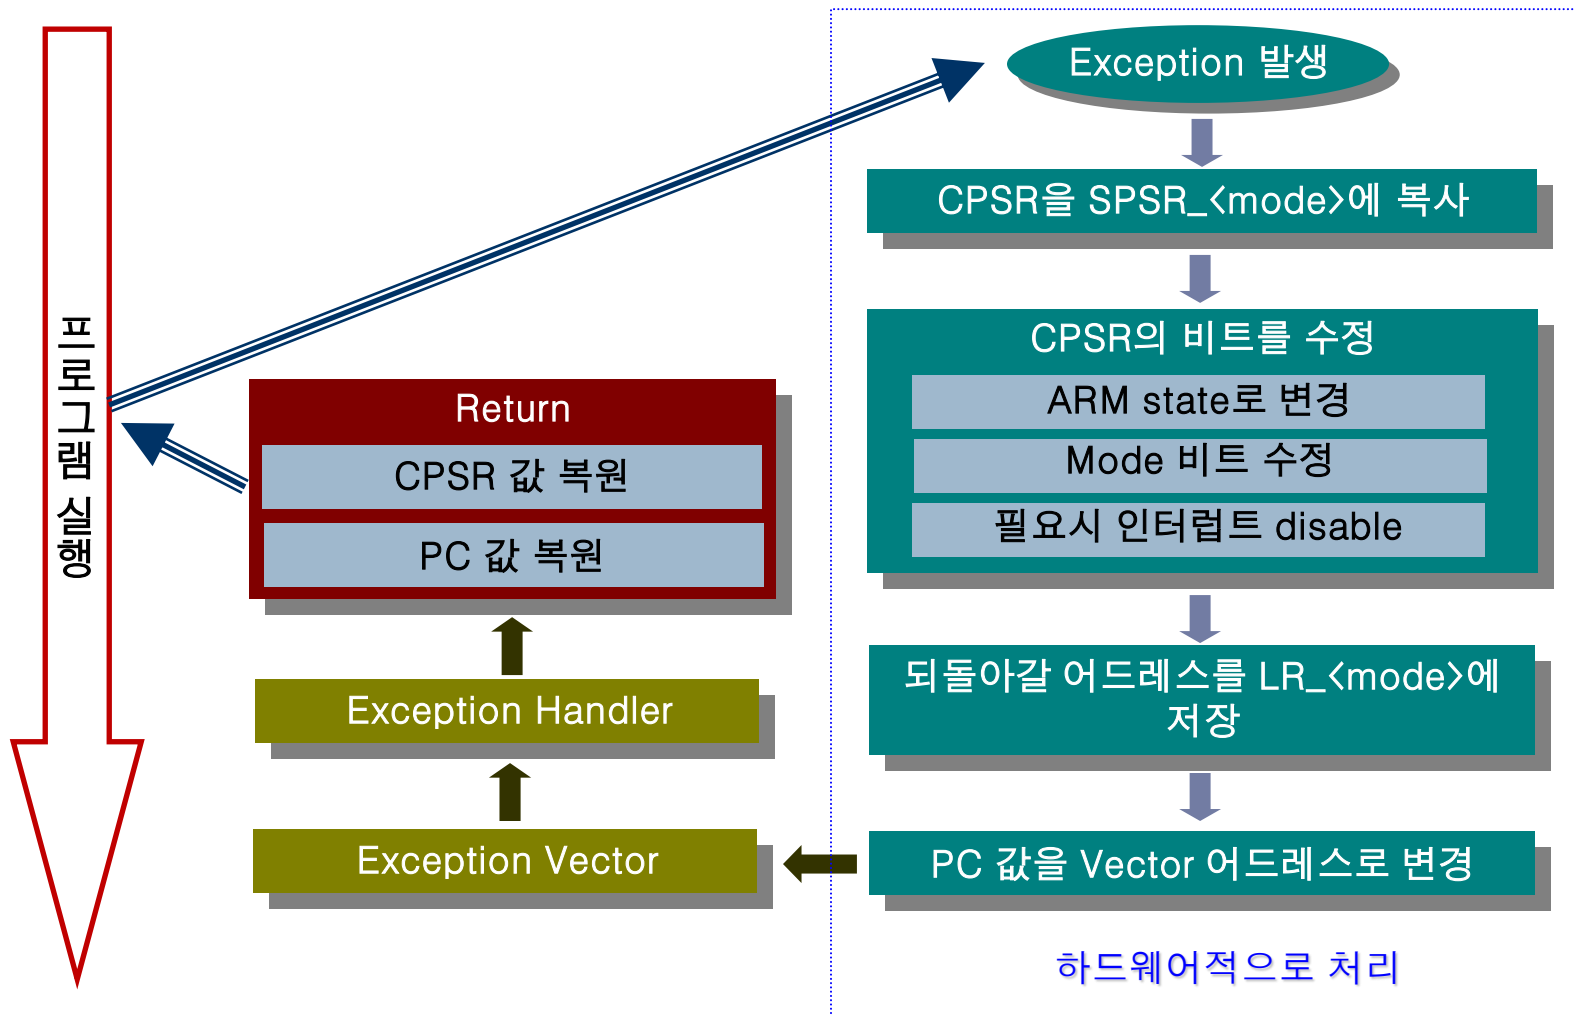 프로그램 실행
Exception 발생
CPSR을 SPSR_<mode>에 복사
CPSR의 비트를 수정
ARM state로 변경
Mode 비트 수정
필요시 인터럽트 disable
되돌아갈 어드레스를 LR_<mode>에
저장
PC 값을 Vector 어드레스로 변경
하드웨어적으로 처리
Return
CPSR 값 복원
PC 값 복원
Exception Handler
Exception Vector